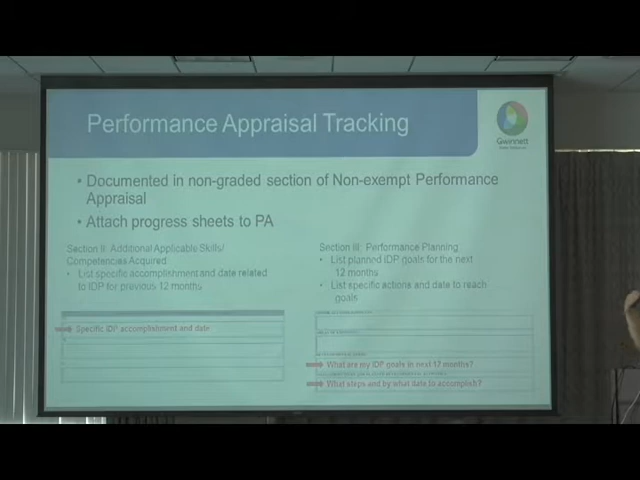 Performance Appraisal Tracking
Gwinnett
• Documented in non-graded section of Non-exempt Performance
Appraisal
• Attach progress sheets to PA
Section II: Additional Applicable Skills/
Competencies Acquired
• List specific accomplishment and date related
to IDP for previous 12 months
Specific IDP accomplishment and date
Section III: Performance Planning
• List planned IDP goals for the next
12 months
• List specific actions and date to reach
goals
What are my IDP goals in next 12 months?
What steps and by what date to accomplish?